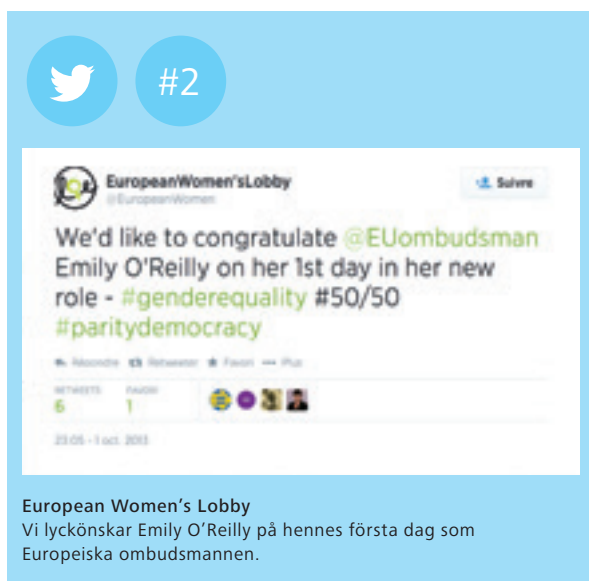 #2
EuropeanWomen'sLobby
@EuropeanWomen
Suivre
We'd like to congratulate @EUombudsman
Emily O'Reilly on her 1st day in her new
role - #genderequality #50/50
#paritydemocracy
Répondre Retweeter Favori Plus
RETWEETS FAVORI
6 1
23:05 - 1 oct. 2013
European Women’s Lobby
Vi lyckönskar Emily O’Reilly på hennes första dag som
Europeiska ombudsmannen.